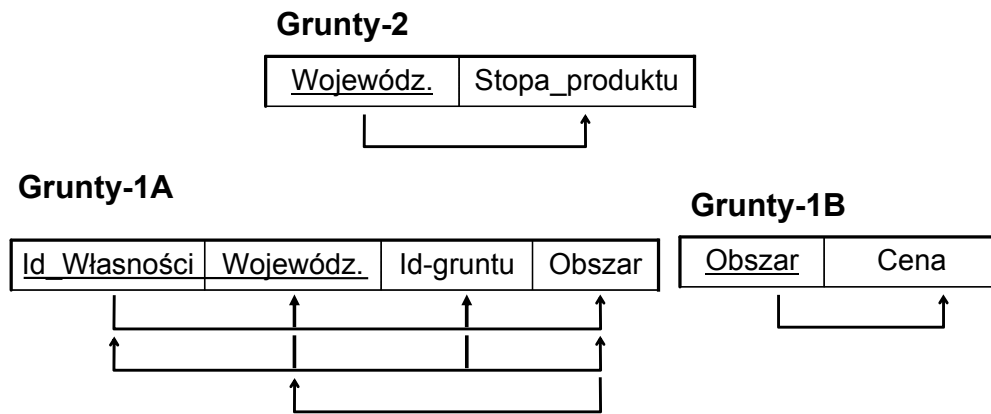 Grunty-2
Wojewódz. Stopa_produktu
Grunty-1A
Grunty-1B
Id_Własności Wojewódz. Id-gruntu Obszar
Obszar Cena